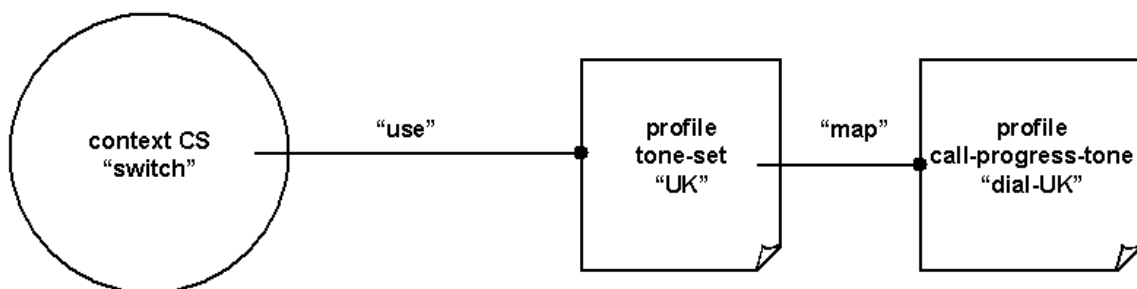 context CS
“switch”
“use”
profile
tone-set
“UK”
“map”
profile
call-progress-tone
“dial-UK”